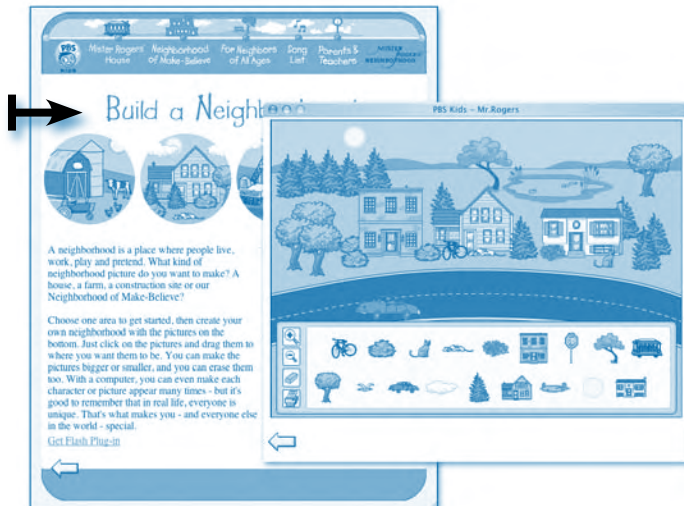 PBS
KIDS
Mister Rogers' House
Neighborhood of Make-Believe
For Neighbors of All Ages
Song List
Parents & Teachers
MISTER ROGERS' NEIGHBORHOOD
Build a Neighb
PBS Kids – Mr.Rogers
A neighborhood is a place where people live,
work, play and pretend. What kind of
neighborhood picture do you want to make? A
house, a farm, a construction site or our
Neighborhood of Make-Believe?
Choose one area to get started, then create your
own neighborhood with the pictures on the
bottom. Just click on the pictures and drag them to
where you want them to be. You can make the
pictures bigger or smaller, and you can erase them
too. With a computer, you can even make each
character or picture appear many times - but it's
good to remember that in real life, everyone is
unique. That's what makes you - and everyone else
in the world - special.
Get Flash Plug-in